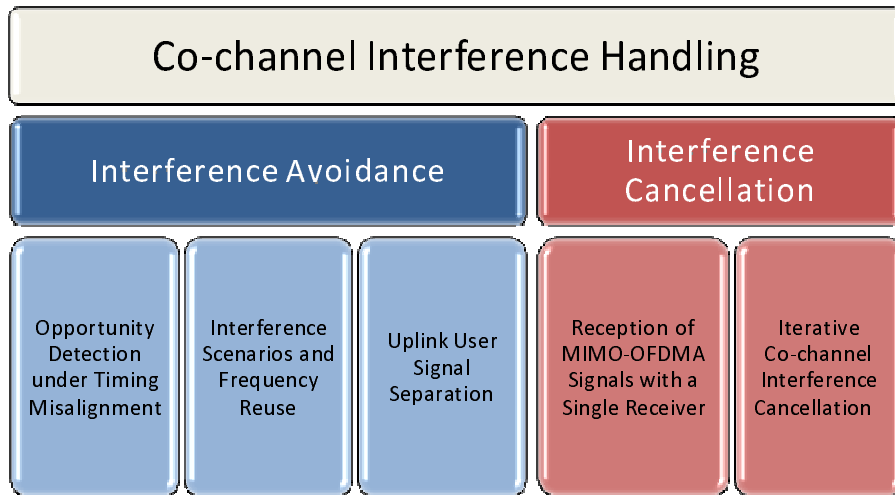 Co-channel Interference Handling
Interference Avoidance
Interference
Cancellation
Opportunity
Detection
under Timing
Misalignment
Interference
Scenarios and
Frequency
Reuse
Uplink User
Signal
Separation
Reception of
MIMO-OFDMA
Signals with a
Single Receiver
Iterative
Co-channel
Interference
Cancellation